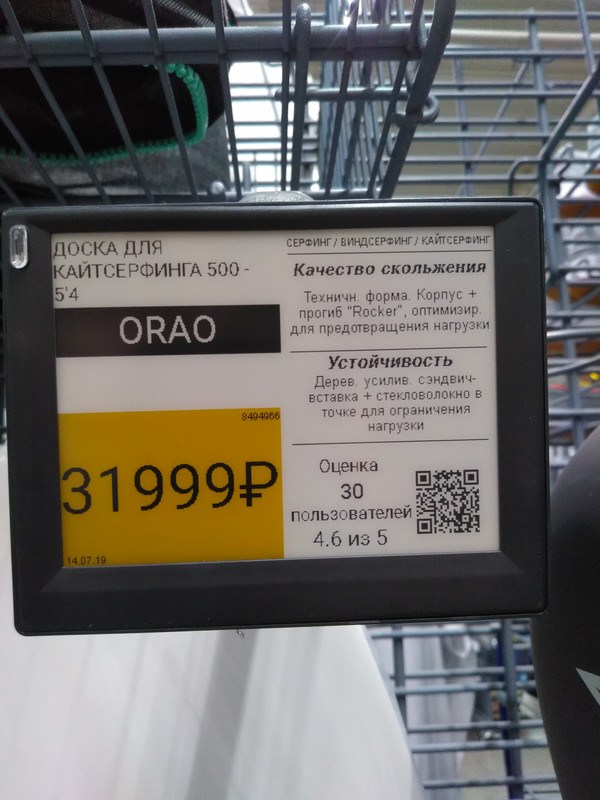 ДОСКА ДЛЯ
КАЙТСЕРФИНГА 500 -
5'4
ORAO
8494966
31999₽
14.07.19
СЕРФИНГ / ВИНДСЕРФИНГ / КАЙТСЕРФИНГ
Качество скольжения
Техничн. форма. Корпус +
прогиб "Rocker", оптимизир.
для предотвращения нагрузки
Устойчивость
Дерев. усилив. сэндвич-
вставка + стекловолокно в
точке для ограничения
нагрузки
Оценка
30
пользователей
4.6 из 5